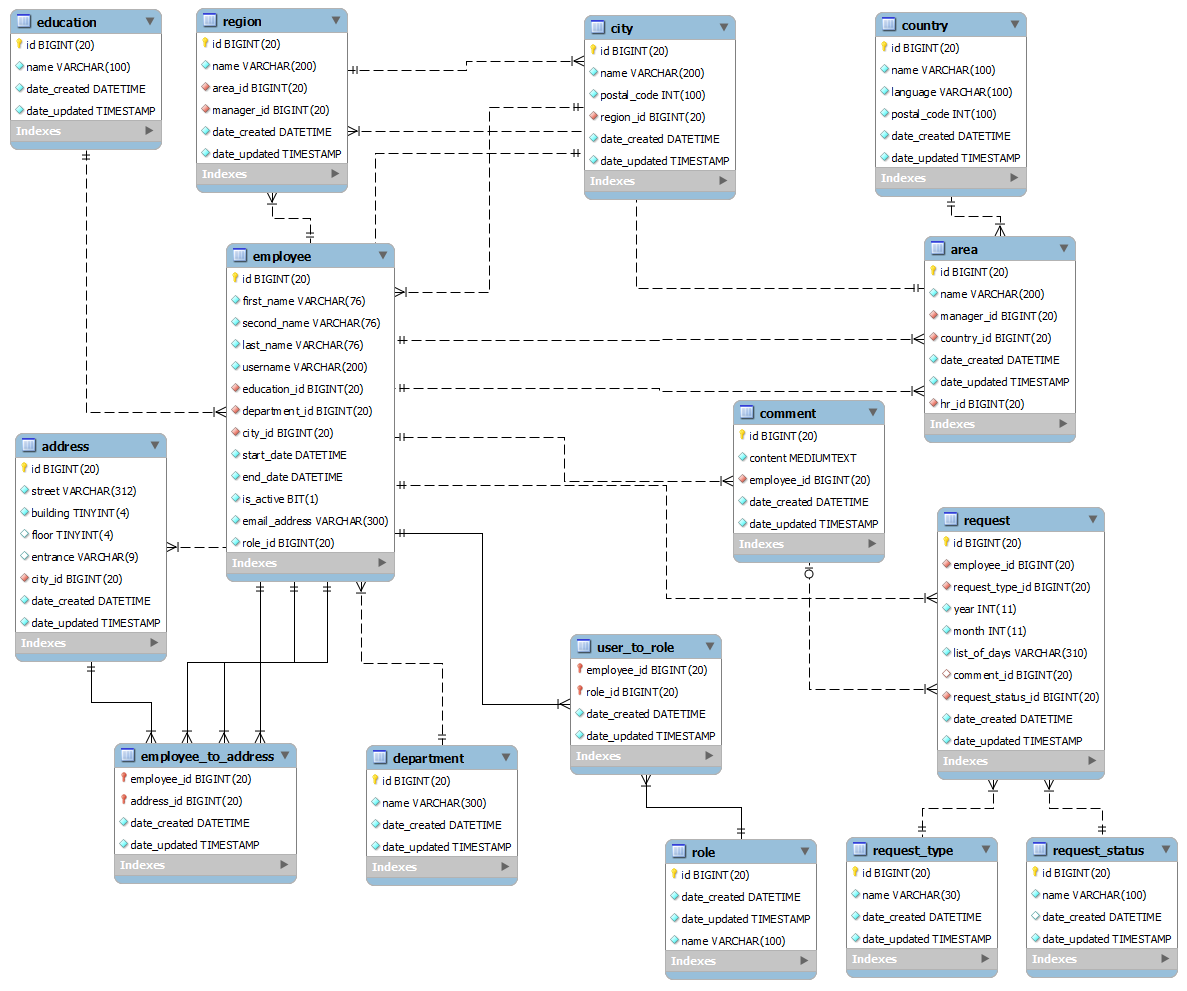 education
id BIGINT(20)
name VARCHAR(100)
date_created DATETIME
date_updated TIMESTAMP
Indexes
region
id BIGINT(20)
name VARCHAR(200)
area_id BIGINT(20)
manager_id BIGINT(20)
date_created DATETIME
date_updated TIMESTAMP
Indexes
city
id BIGINT(20)
name VARCHAR(200)
postal_code INT(100)
region_id BIGINT(20)
date_created DATETIME
date_updated TIMESTAMP
Indexes
country
id BIGINT(20)
name VARCHAR(100)
language VARCHAR(100)
postal_code INT(100)
date_created DATETIME
date_updated TIMESTAMP
Indexes
employee
id BIGINT(20)
first_name VARCHAR(76)
second_name VARCHAR(76)
last_name VARCHAR(76)
username VARCHAR(200)
education_id BIGINT(20)
department_id BIGINT(20)
city_id BIGINT(20)
start_date DATETIME
end_date DATETIME
is_active BIT(1)
email_address VARCHAR(300)
role_id BIGINT(20)
Indexes
area
id BIGINT(20)
name VARCHAR(200)
manager_id BIGINT(20)
country_id BIGINT(20)
date_created DATETIME
date_updated TIMESTAMP
hr_id BIGINT(20)
Indexes
comment
id BIGINT(20)
content MEDIUMTEXT
employee_id BIGINT(20)
date_created DATETIME
date_updated TIMESTAMP
Indexes
address
id BIGINT(20)
street VARCHAR(312)
building TINYINT(4)
floor TINYINT(4)
entrance VARCHAR(9)
city_id BIGINT(20)
date_created DATETIME
date_updated TIMESTAMP
Indexes
request
id BIGINT(20)
employee_id BIGINT(20)
request_type_id BIGINT(20)
year INT(11)
month INT(11)
list_of_days VARCHAR(310)
comment_id BIGINT(20)
request_status_id BIGINT(20)
date_created DATETIME
date_updated TIMESTAMP
Indexes
user_to_role
employee_id BIGINT(20)
role_id BIGINT(20)
date_created DATETIME
date_updated TIMESTAMP
Indexes
employee_to_address
employee_id BIGINT(20)
address_id BIGINT(20)
date_created DATETIME
date_updated TIMESTAMP
Indexes
department
id BIGINT(20)
name VARCHAR(300)
date_created DATETIME
date_updated TIMESTAMP
Indexes
role
id BIGINT(20)
date_created DATETIME
date_updated TIMESTAMP
name VARCHAR(100)
Indexes
request_type
id BIGINT(20)
name VARCHAR(30)
date_created DATETIME
date_updated TIMESTAMP
Indexes
request_status
id BIGINT(20)
name VARCHAR(100)
date_created DATETIME
date_updated TIMESTAMP
Indexes